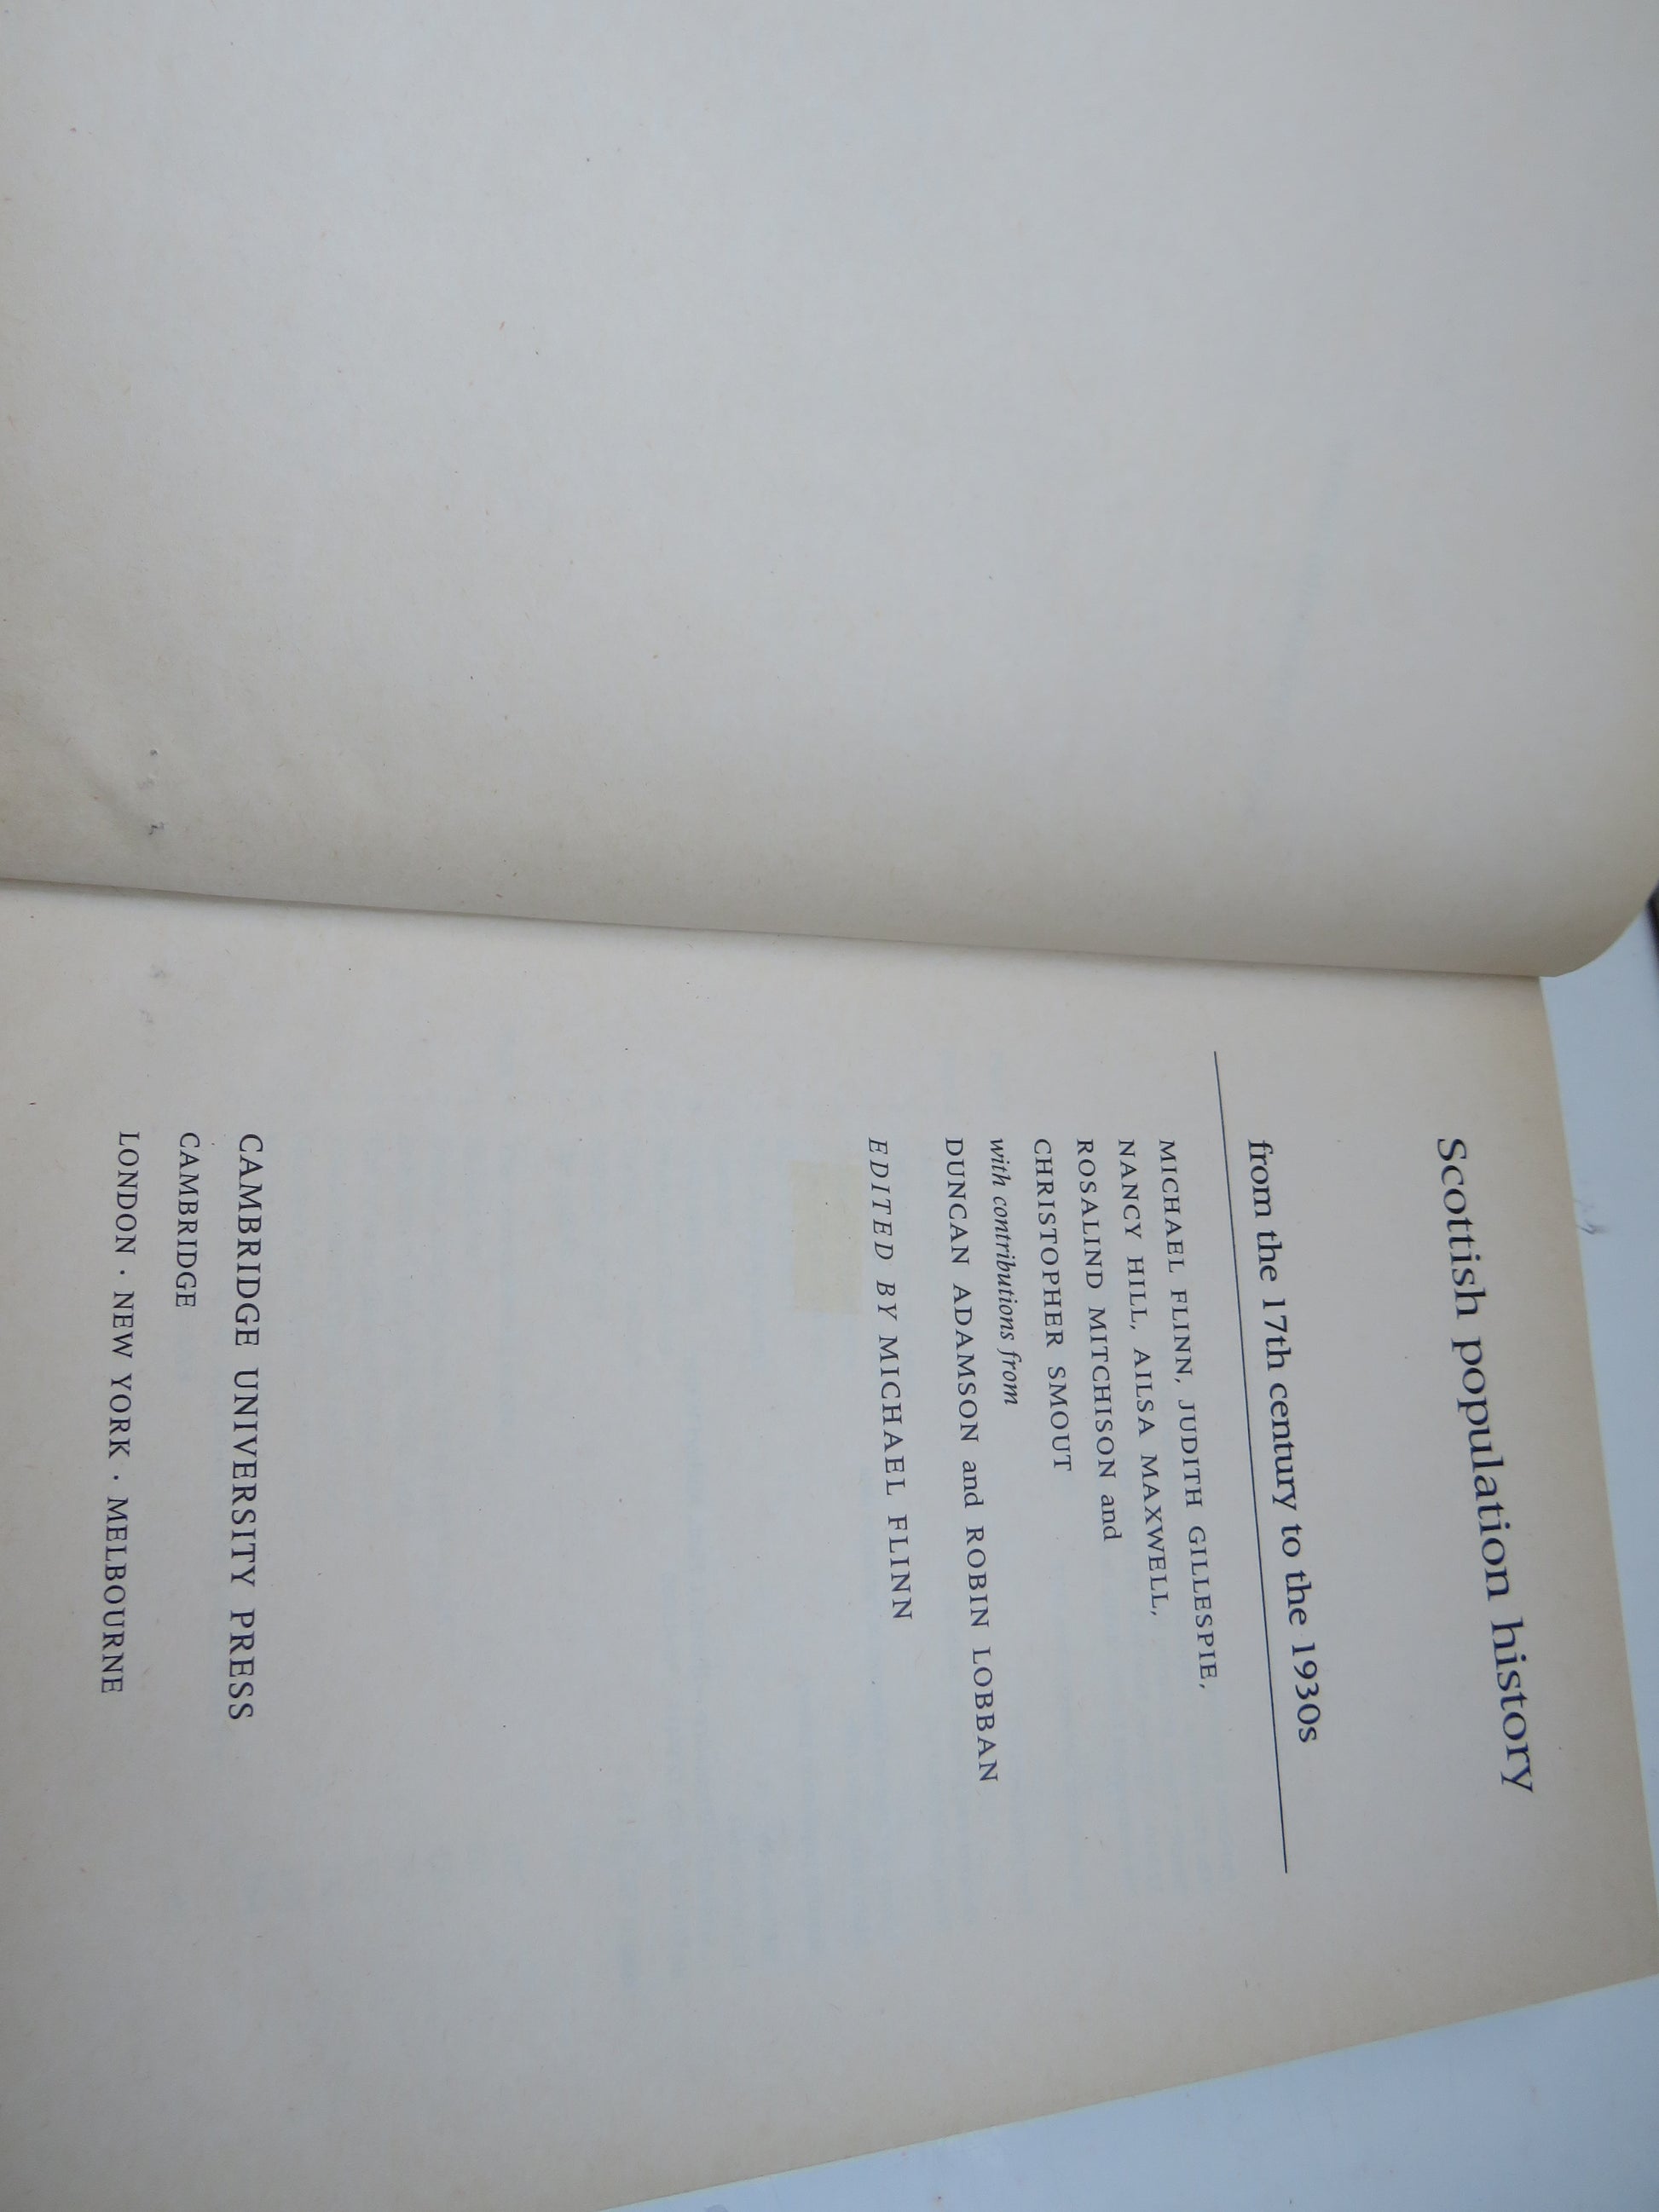 Scottish population history
from the 17th century to the 1930s
MICHAEL FLINN, JUDITH GILLESPIE,
NANCY HILL, AILSA MAXWELL,
ROSALIND MITCHISON and
CHRISTOPHER SMOUT
with contributions from
DUNCAN ADAMSON and ROBIN LOBBAN
EDITED BY MICHAEL FLINN
CAMBRIDGE UNIVERSITY PRESS
CAMBRIDGE
LONDON · NEW YORK · MELBOURNE